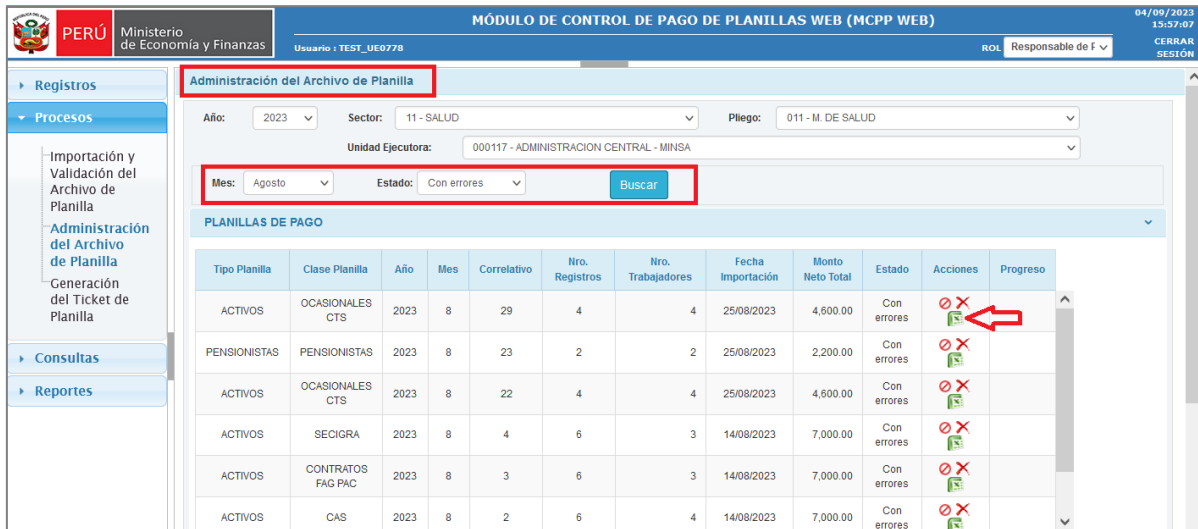 PERÚ
Ministerio
de Economía y Finanzas
MÓDULO DE CONTROL DE PAGO DE PLANILLAS WEB (MCPP WEB)
04/09/2023
15:57:07
Usuario : TEST_UE0778
ROL Responsable de F
CERRAR
SESIÓN
Registros
Procesos
Importación y
Validación del
Archivo de
Planilla
Administración
del Archivo
de Planilla
Generación
del Ticket de
Planilla
Consultas
Reportes
Administración del Archivo de Planilla
Año: 2023 Sector: 11 - SALUD Pliego: 011 - M. DE SALUD
Unidad Ejecutora: 000117 - ADMINISTRACION CENTRAL - MINSA
Mes: Agosto Estado: Con errores Buscar
PLANILLAS DE PAGO
Tipo Planilla Clase Planilla Año Mes Correlativo Nro. Registros Nro. Trabajadores Fecha Importación Monto Neto Total Estado Acciones Progreso
ACTIVOS OCASIONALES CTS 2023 8 29 4 4 25/08/2023 4,600.00 Con errores
PENSIONISTAS PENSIONISTAS 2023 8 23 2 2 25/08/2023 2,200.00 Con errores
ACTIVOS OCASIONALES CTS 2023 8 22 4 4 25/08/2023 4,600.00 Con errores
ACTIVOS SECIGRA 2023 8 4 6 3 14/08/2023 7,000.00 Con errores
ACTIVOS CONTRATOS FAG PAC 2023 8 3 6 3 14/08/2023 7,000.00 Con errores
ACTIVOS CAS 2023 8 2 6 4 14/08/2023 7,000.00 Con errores